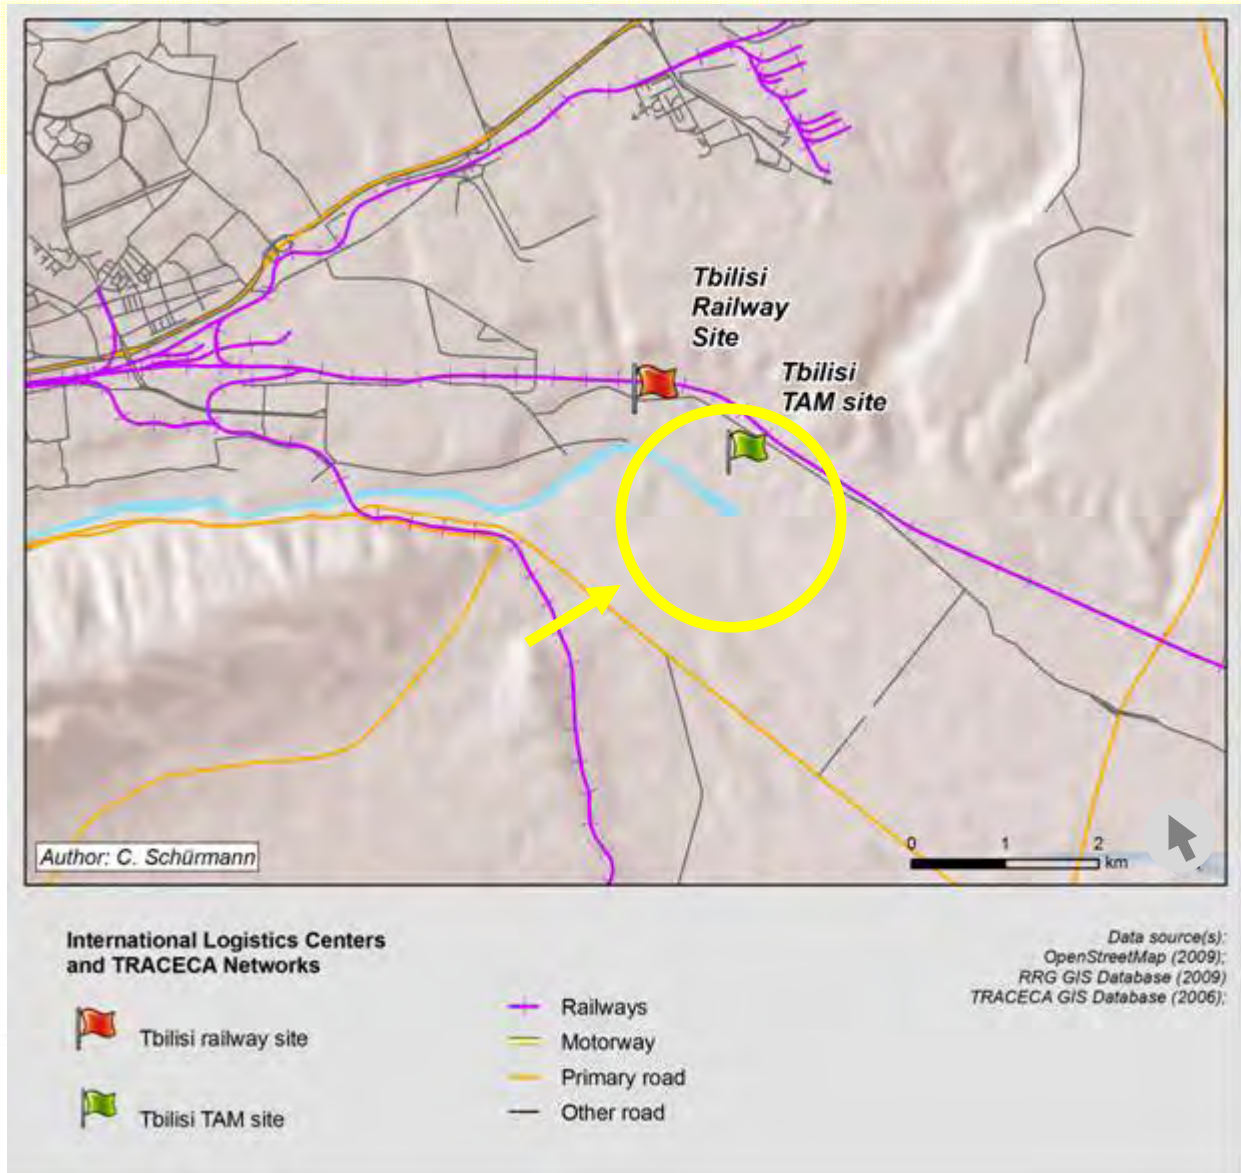 Tbilisi
Railway
Site
Tbilisi
TAM site
Author: C. Schürmann
0 1 2
km
International Logistics Centers
and TRACECA Networks
Tbilisi railway site
Tbilisi TAM site
Railways
Motorway
Primary road
Other road
Data source(s):
OpenStreetMap (2009);
RRG GIS Database (2009)
TRACECA GIS Database (2006);